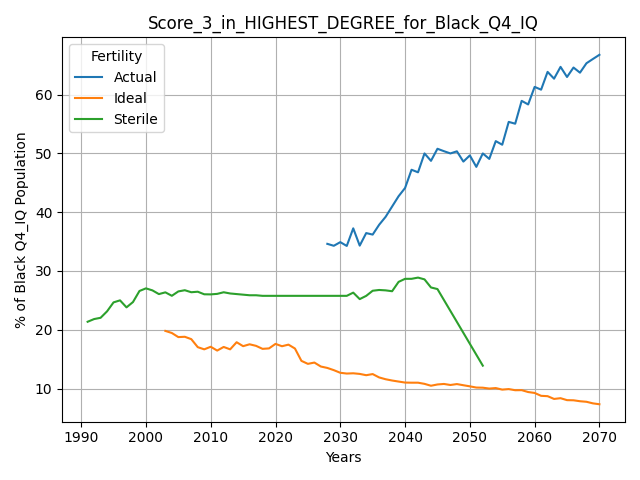 Score_3_in_HIGHEST_DEGREE_for_Black_Q4_IQ
Fertility
Actual
Ideal
Sterile
% of Black Q4_IQ Population
60
50
40
30
20
10
1990 2000 2010 2020 2030 2040 2050 2060 2070
Years